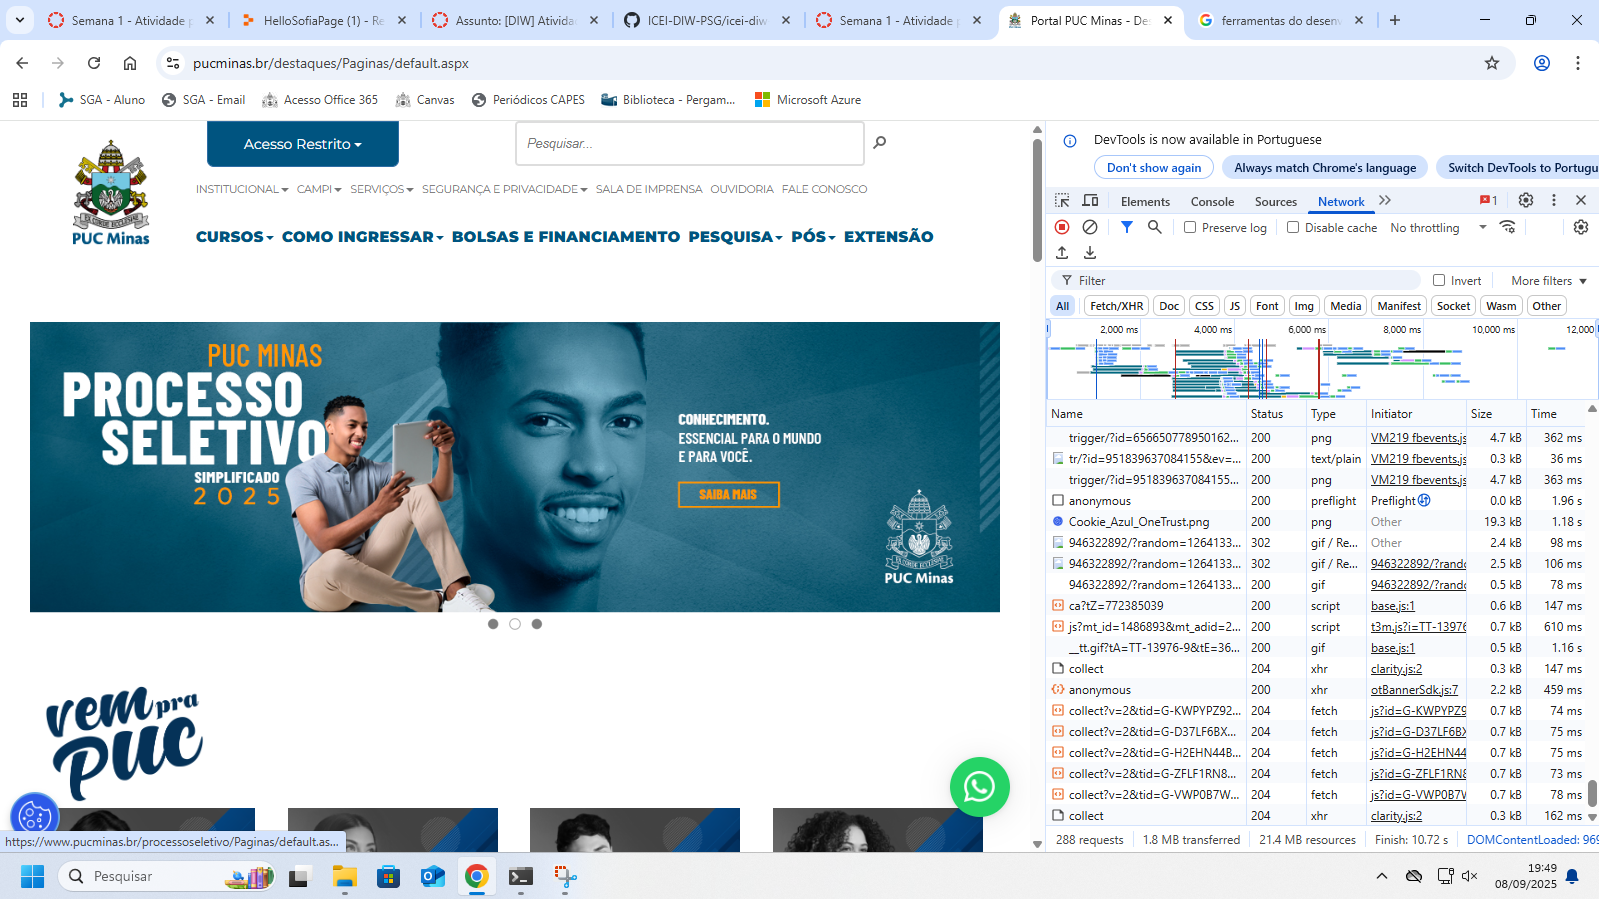 Semana 1 - Atividade p
HelloSofiaPage (1) - Re
Assunto: [DIW] Ativida
ICEI-DIW-PSG/icei-diw
Semana 1 - Atividade p
Portal PUC Minas - De
ferramentas do desen
pucminas.br/destaques/Paginas/default.aspx
SGA - Aluno
SGA - Email
Acesso Office 365
Canvas
Periódicos CAPES
Biblioteca - Pergam...
Microsoft Azure
PUC Minas
Acesso Restrito
Pesquisar...
INSTITUCIONAL CAMPI SERVIÇOS SEGURANÇA E PRIVACIDADE SALA DE IMPRENSA OUVIDORIA FALE CONOSCO
CURSOS COMO INGRESSAR BOLSAS E FINANCIAMENTO PESQUISA PÓS EXTENSÃO
PUC MINAS
PROCESSO
SELETIVO
SIMPLIFICADO
2025
CONHECIMENTO.
ESSENCIAL PARA O MUNDO
E PARA VOCÊ.
SAIBA MAIS
PUC Minas
vem pra
PUC
https://www.pucminas.br/processoseletivo/Paginas/default.as...
DevTools is now available in Portuguese
Don't show again
Always match Chrome's language
Switch DevTools to Portugu
Elements Console Sources Network 1
Preserve log Disable cache No throttling
Filter Invert More filters
All Fetch/XHR Doc CSS JS Font Img Media Manifest Socket Wasm Other
2,000 ms 4,000 ms 6,000 ms 8,000 ms 10,000 ms 12,000
Name Status Type Initiator Size Time
trigger/?id=656650778950162... 200 png VM219 fbevents.js 4.7 kB 362 ms
tr/?id=951839637084155&ev=... 200 text/plain VM219 fbevents.js 0.3 kB 36 ms
trigger/?id=951839637084155... 200 png VM219 fbevents.js 4.7 kB 363 ms
anonymous 200 preflight Preflight 0.0 kB 1.96 s
Cookie_Azul_OneTrust.png 200 png Other 19.3 kB 1.18 s
946322892/?random=1264133... 302 gif / Re... Other 2.4 kB 98 ms
946322892/?random=1264133... 302 gif / Re... 946322892/?rando 2.5 kB 106 ms
946322892/?random=1264133... 200 gif 946322892/?rando 0.5 kB 78 ms
ca?tZ=772385039 200 script base.js:1 0.6 kB 147 ms
js?mt_id=1486893&mt_adid=2... 200 script t3m.js?i=TT-13976 0.7 kB 610 ms
__tt.gif?tA=TT-13976-9&tE=36... 200 gif base.js:1 0.5 kB 1.16 s
collect 204 xhr clarity.js:2 0.3 kB 147 ms
anonymous 200 xhr otBannerSdk.js:7 2.2 kB 459 ms
collect?v=2&tid=G-KWPYPZ92... 204 fetch js?id=G-KWPYPZ9 0.7 kB 74 ms
collect?v=2&tid=G-D37LF6BX... 204 fetch js?id=G-D37LF6BX 0.7 kB 75 ms
collect?v=2&tid=G-H2EHN44B... 204 fetch js?id=G-H2EHN44 0.7 kB 75 ms
collect?v=2&tid=G-ZFLF1RN8... 204 fetch js?id=G-ZFLF1RN8 0.7 kB 73 ms
collect?v=2&tid=G-VWP0B7W... 204 fetch js?id=G-VWP0B7V 0.7 kB 78 ms
collect 204 xhr clarity.js:2 0.3 kB 162 ms
288 requests 1.8 MB transferred 21.4 MB resources Finish: 10.72 s DOMContentLoaded: 969
Pesquisar
19:49
08/09/2025